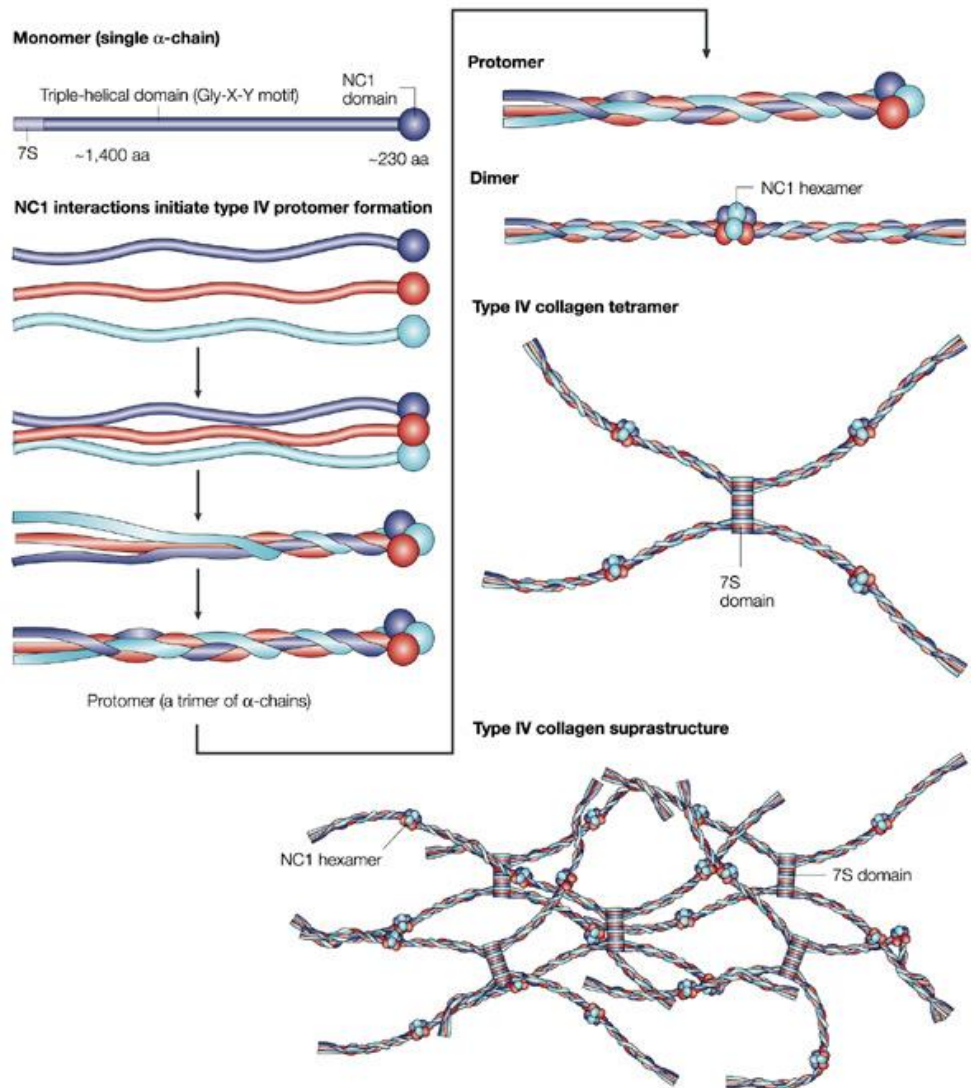 Monomer (single α-chain)
Triple-helical domain (Gly-X-Y motif)
NC1
domain
7S
~1,400 aa
~230 aa
NC1 interactions initiate type IV protomer formation
Protomer (a trimer of α-chains)
Protomer
Dimer
NC1 hexamer
Type IV collagen tetramer
7S
domain
Type IV collagen suprastructure
NC1 hexamer
7S domain